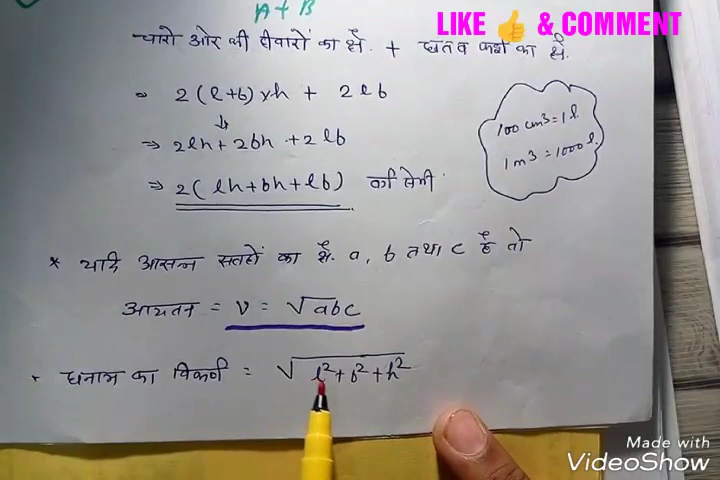 A + B
LIKE 👍 & COMMENT
चारो ओर की दीवारों का क्षै. + छत व फर्श का क्षै.
= 2(l+b)×h + 2lb
⇒ 2lh + 2bh + 2lb
⇒ 2(lh+bh+lb) वर्ग सेमी.
100 cm3 = 1 l.
1 m3 = 1000 l.
* यदि आसन्न सतहों का क्षै. a, b तथा c है तो
आयतन = V = √abc
घनाभ का विकर्ण = √l²+b²+h²
Made with
VideoShow